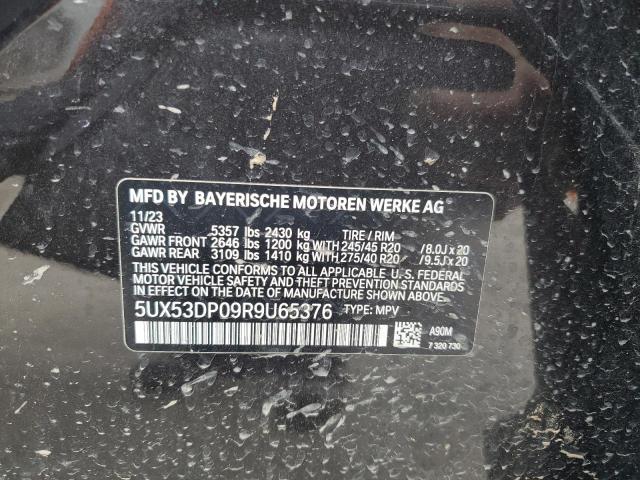 MFD BY BAYERISCHE MOTOREN WERKE AG
11/23
GVWR 5357 lbs 2430 kg TIRE / RIM
GAWR FRONT 2646 lbs 1200 kg WITH 245/45 R20 /8.0J x 20
GAWR REAR 3109 lbs 1410 kg WITH 275/40 R20 /9.5J x 20
THIS VEHICLE CONFORMS TO ALL APPLICABLE U.S. FEDERAL
MOTOR VEHICLE SAFETY AND THEFT PREVENTION STANDARDS
IN EFFECT ON THE DATE OF MANUFACTURE SHOWN ABOVE.
5UX53DP09R9U65376 TYPE: MPV
A90M
7 320 730